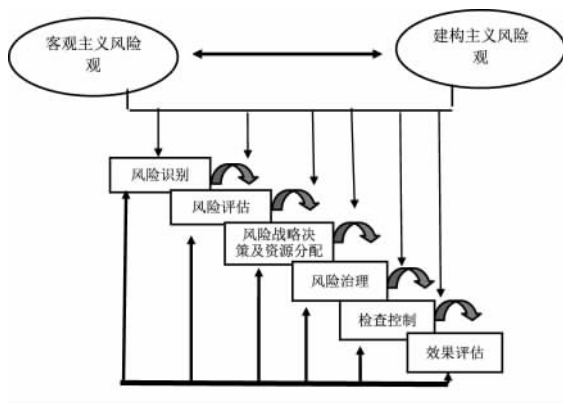 客观主义风险
观
建构主义风险
观
风险识别
风险评估
风险战略决
策及资源分配
风险治理
检查控制
效果评估